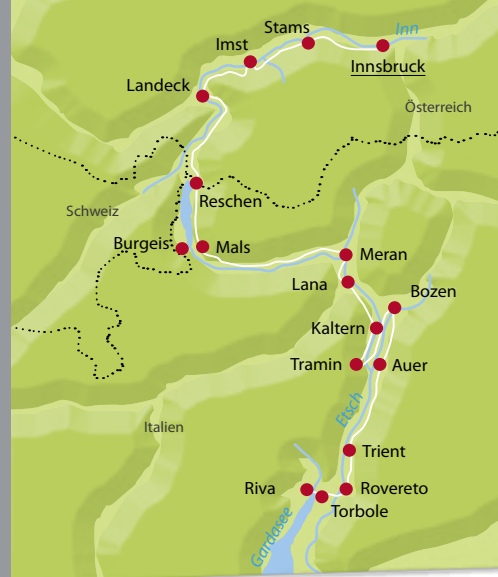 Stams
Inn
Imst
Innsbruck
Landeck
Österreich
Reschen
Schweiz
Burgeis
Mals
Meran
Lana
Bozen
Kaltern
Tramin
Auer
Etsch
Italien
Trient
Riva
Rovereto
Torbole
Gardasee